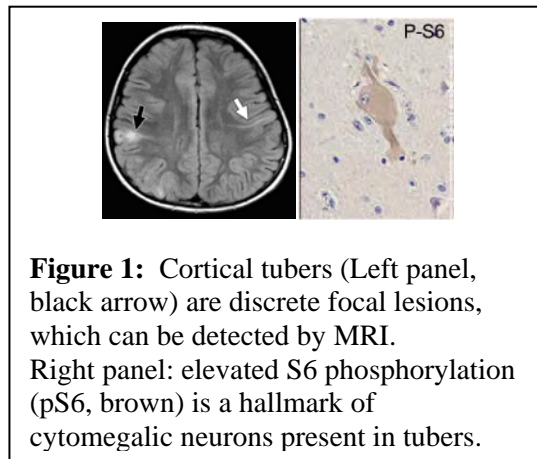 P-S6
Figure 1: Cortical tubers (Left panel,
black arrow) are discrete focal lesions,
which can be detected by MRI.
Right panel: elevated S6 phosphorylation
(pS6, brown) is a hallmark of
cytomegalic neurons present in tubers.